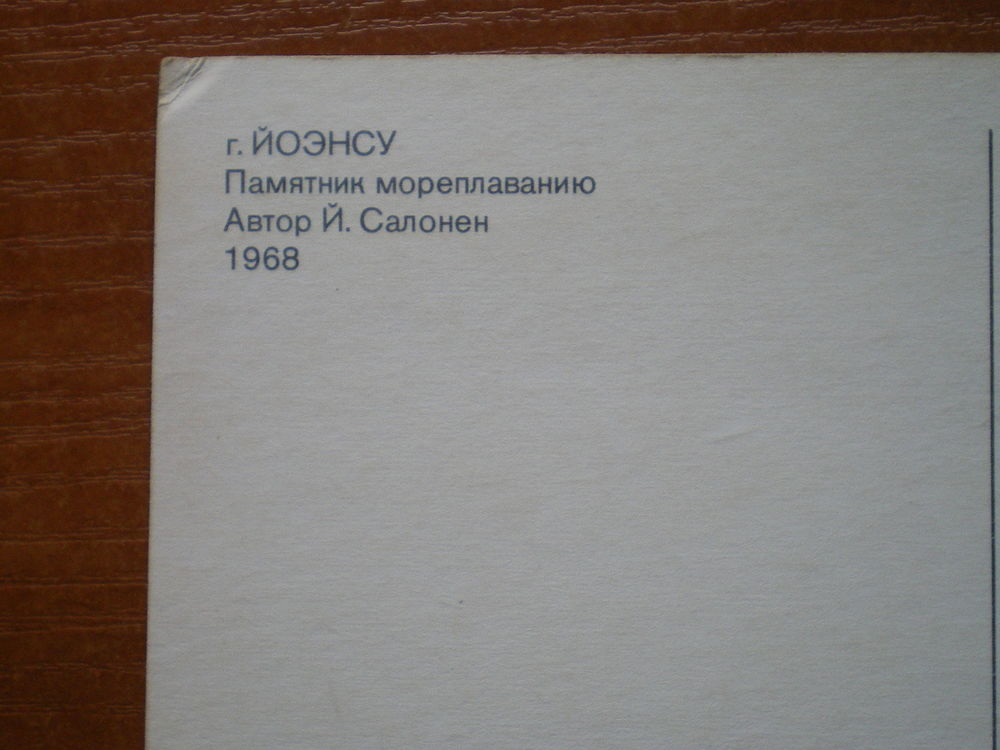 г. ЙОЭНСУ
Памятник мореплаванию
Автор Й. Салонен
1968